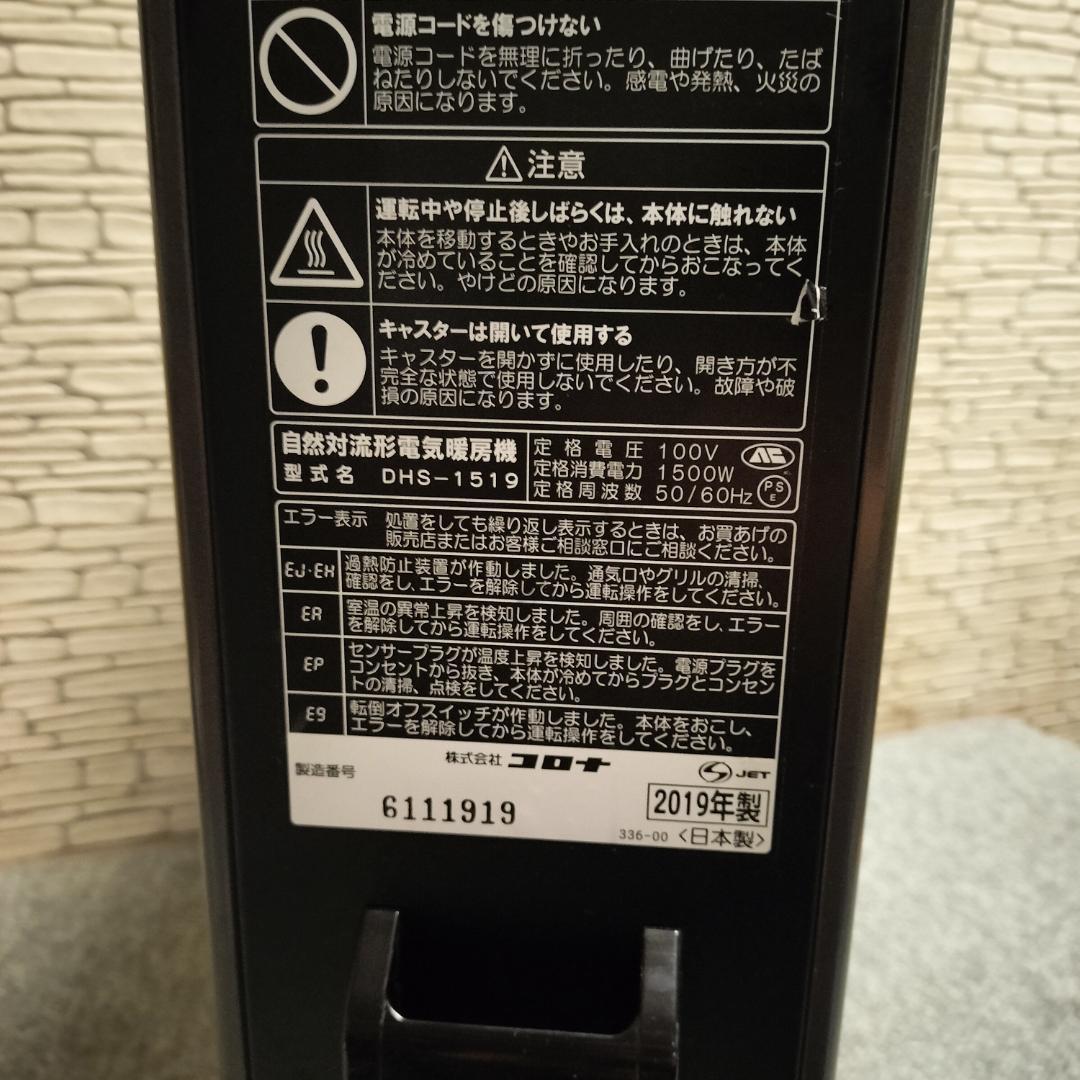 電源コードを傷つけない
電源コードを無理に折ったり、曲げたり、たば
ねたりしないでください。感電や発熱、火災の
原因になります。
注意
運転中や停止後しばらくは、本体に触れない
本体を移動するときやお手入れのときは、本体
が冷めていることを確認してからおこなってく
ださい。やけどの原因になります。
キャスターは開いて使用する
キャスターを開かずに使用したり、開き方が不
完全な状態で使用しないでください。故障や破
損の原因になります。
自然対流形電気暖房機
型式名 DHS-1519
定格電圧 100V
定格消費電力 1500W
定格周波数 50/60Hz
PS
E
エラー表示 処置をしても繰り返し表示するときは、お買あげの
販売店またはお客様ご相談窓口にご相談ください。
EJ・EH 過熱防止装置が作動しました。通気口やグリルの清掃、
確認をし、エラーを解除してから運転操作をしてください。
EA 室温の異常上昇を検知しました。周囲の確認をし、エラー
を解除してから運転操作をしてください。
EP センサープラグが温度上昇を検知しました。電源プラグを
コンセントから抜き、本体が冷めてからプラグとコンセン
トの清掃、点検をしてください。
E9 転倒オフスイッチが作動しました。本体をおこし、
エラーを解除してから運転操作をしてください。
株式会社 コロナ
JET
製造番号
6111919
2019年製
336-00 〈日本製〉